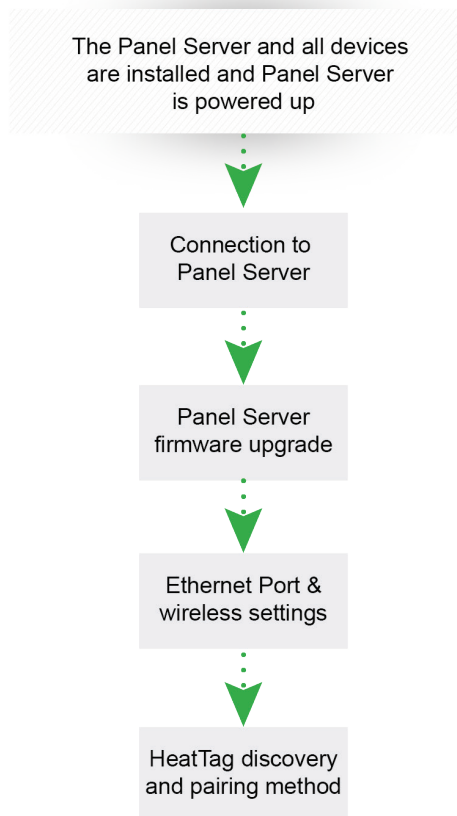 The Panel Server and all devices
are installed and Panel Server
is powered up
Connection to
Panel Server
Panel Server
firmware upgrade
Ethernet Port &
wireless settings
HeatTag discovery
and pairing method